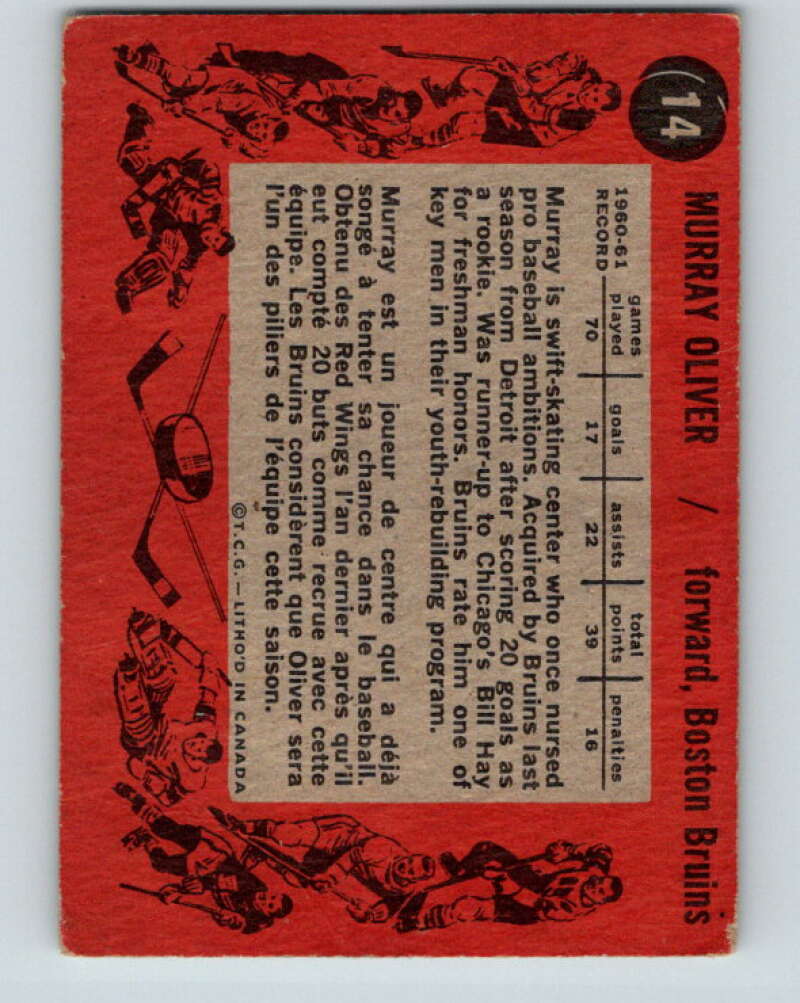 14
MURRAY OLIVER / forward, Boston Bruins
1960-61 RECORD
games played goals assists total points penalties
70 17 22 39 16
Murray is swift-skating center who once nursed
pro baseball ambitions. Acquired by Bruins last
season from Detroit after scoring 20 goals as
a rookie. Was runner-up to Chicago's Bill Hay
for freshman honors. Bruins rate him one of
key men in their youth-rebuilding program.
Murray est un joueur de centre qui a déjà
songé à tenter sa chance dans le baseball.
Obtenu des Red Wings l'an dernier après qu'il
eut compté 20 buts comme recrue avec cette
équipe. Les Bruins considèrent que Oliver sera
l'un des piliers de l'équipe cette saison.
©T.C.G.—LITHO'D IN CANADA